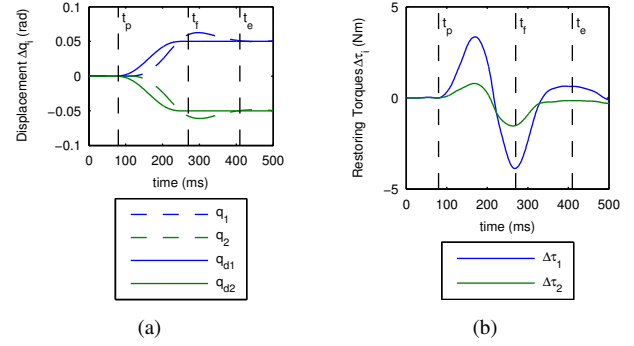 t_p t_f t_e
Displacement Δq_i (rad)
0.1
0.05
0
−0.05
−0.1
0 100 200 300 400 500
time (ms)
q_1
q_2
q_d1
q_d2
(a)
t_p t_f t_e
Restoring Torques Δτ_i (Nm)
5
0
−5
0 100 200 300 400 500
time (ms)
Δτ_1
Δτ_2
(b)